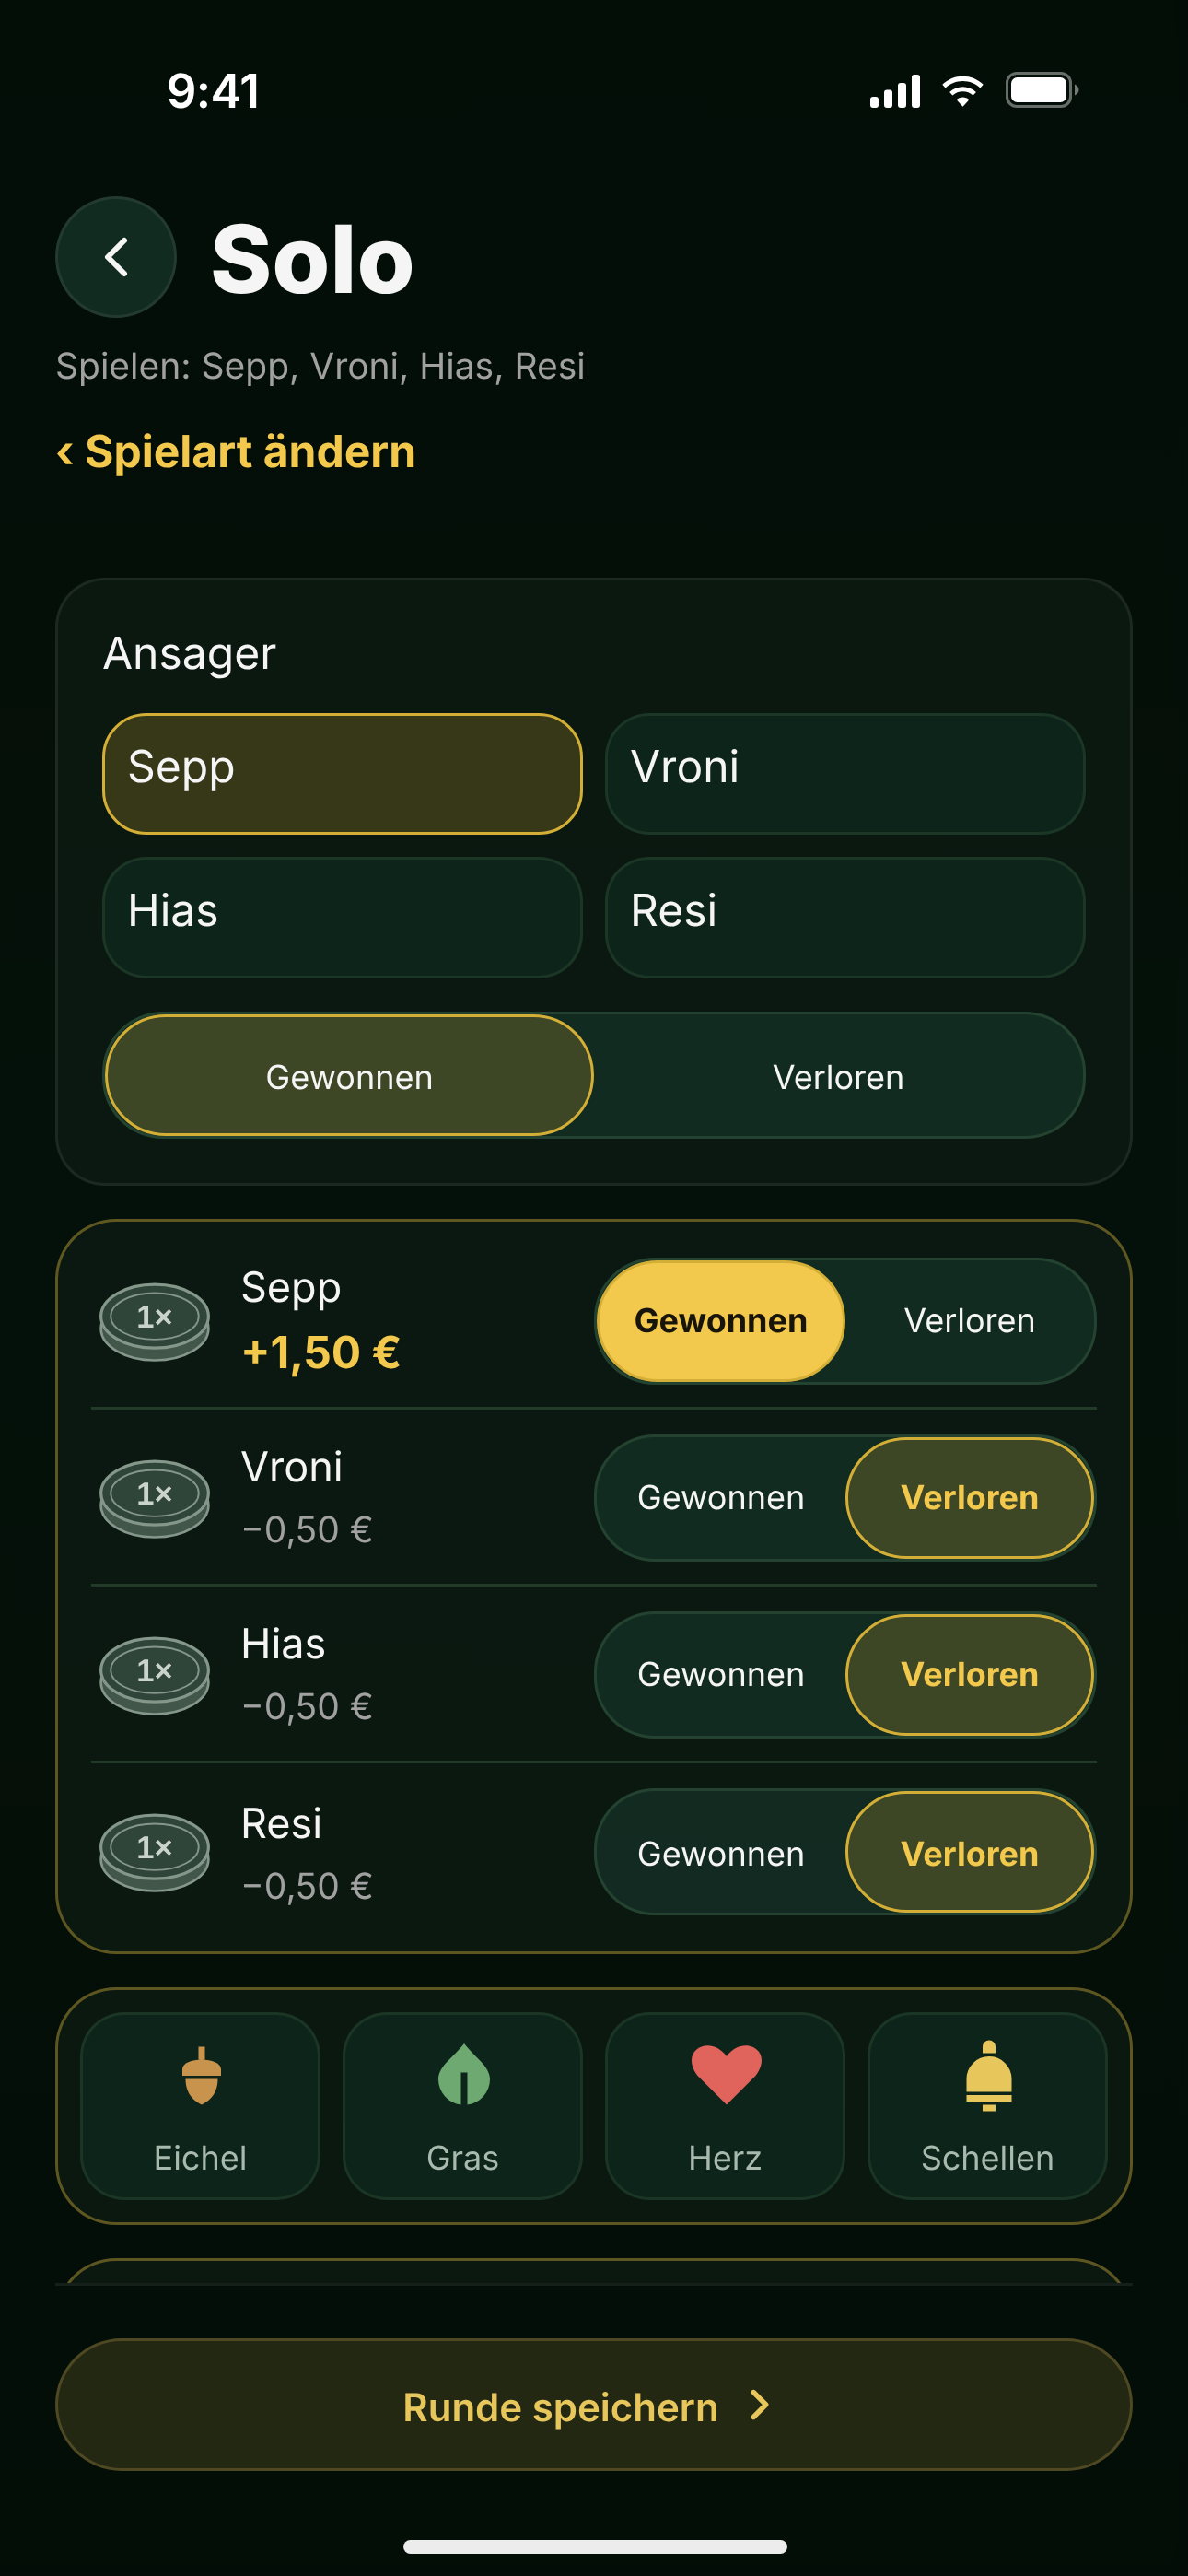 9:41
Solo
Spielen: Sepp, Vroni, Hias, Resi
‹ Spielart ändern
Ansager
Sepp
Vroni
Hias
Resi
Gewonnen
Verloren
1×
Sepp
+1,50 €
Gewonnen
Verloren
1×
Vroni
−0,50 €
Gewonnen
Verloren
1×
Hias
−0,50 €
Gewonnen
Verloren
1×
Resi
−0,50 €
Gewonnen
Verloren
Eichel
Gras
Herz
Schellen
Runde speichern